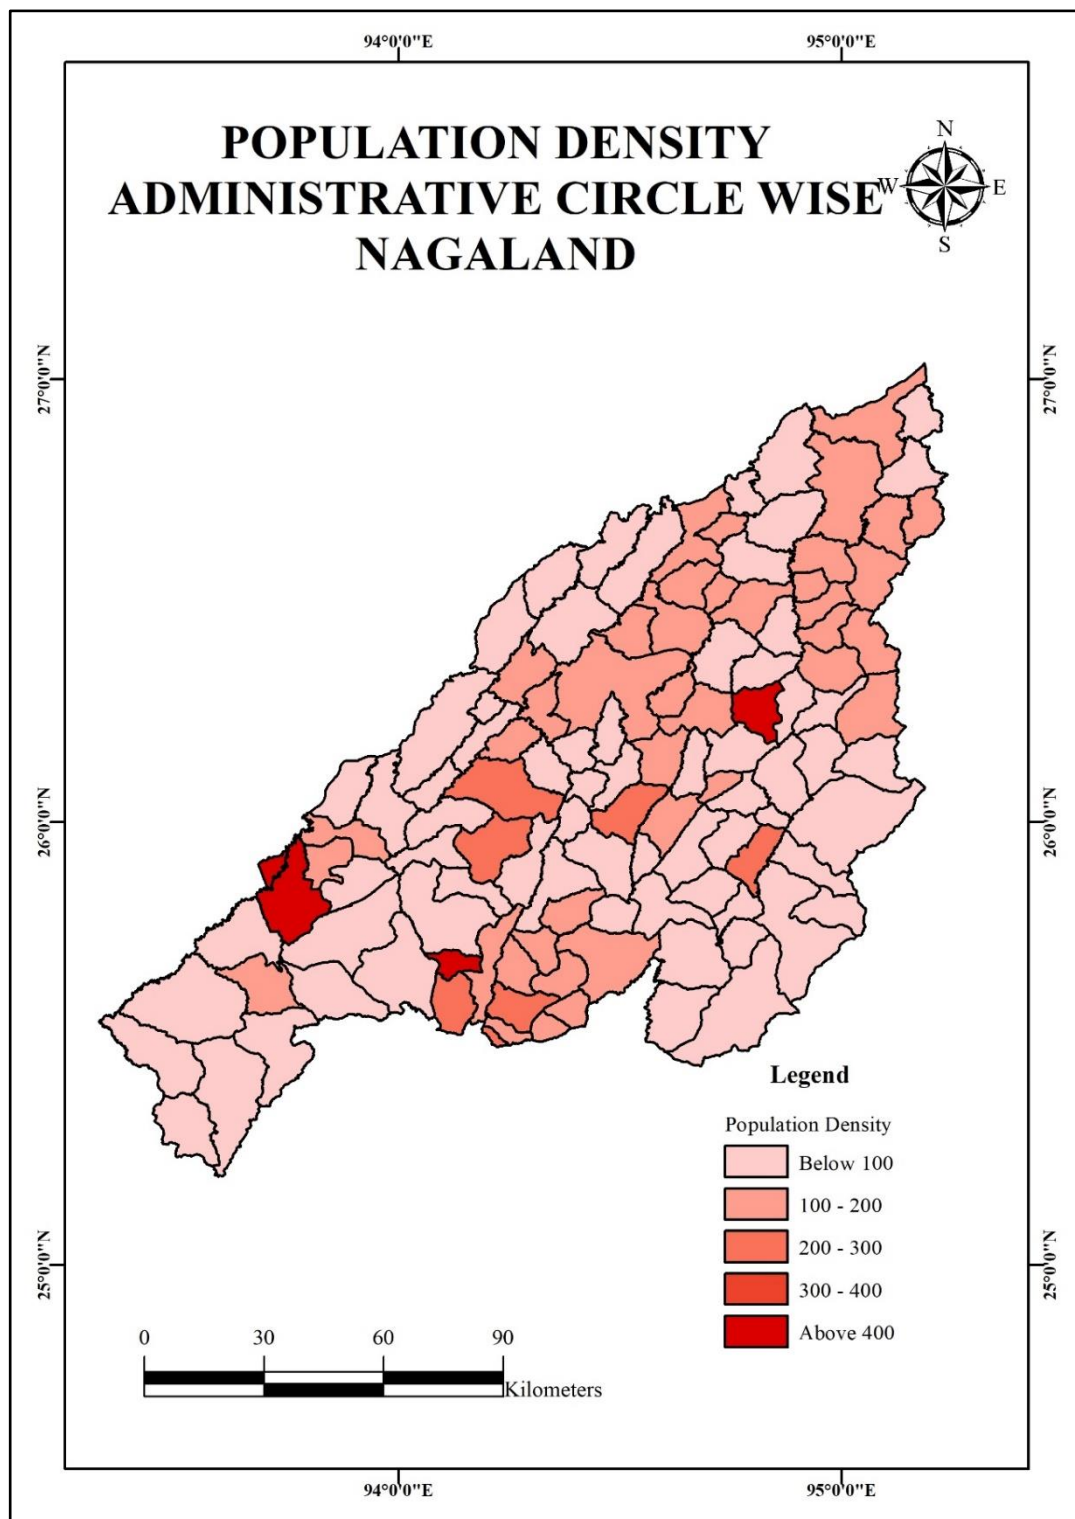 94°0'0"E
95°0'0"E
POPULATION DENSITY
ADMINISTRATIVE CIRCLE WISE
NAGALAND
N
W
E
S
27°0'0"N
27°0'0"N
26°0'0"N
26°0'0"N
25°0'0"N
25°0'0"N
Legend
Population Density
Below 100
100 - 200
200 - 300
300 - 400
Above 400
0 30 60 90
Kilometers
94°0'0"E
95°0'0"E